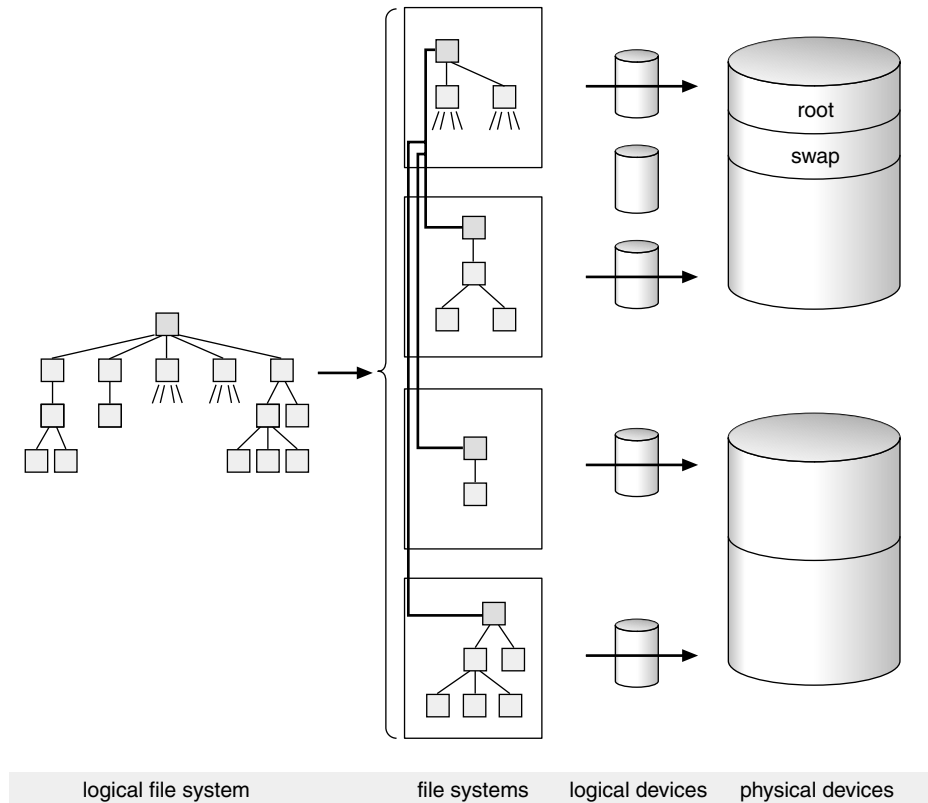 root
swap
logical file system
file systems
logical devices
physical devices